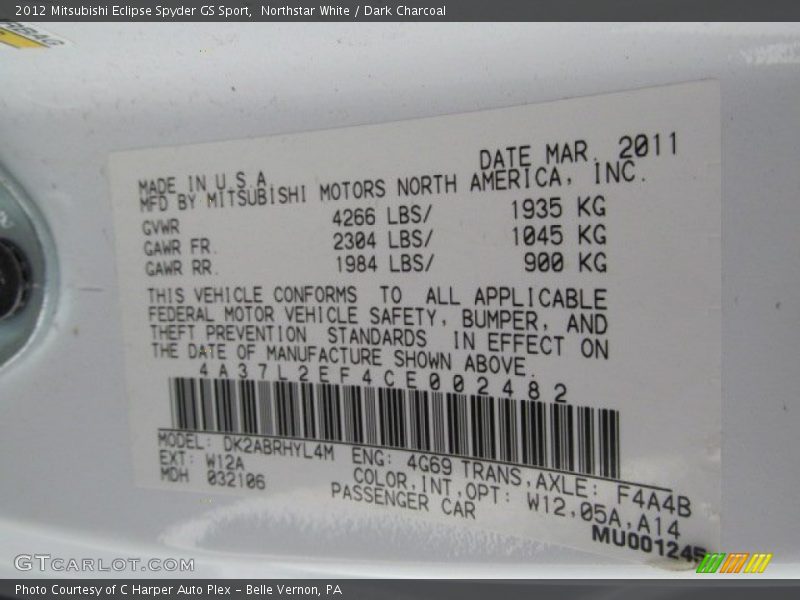 2012 Mitsubishi Eclipse Spyder GS Sport,  Northstar White / Dark Charcoal
MADE IN U S A
DATE MAR. 2011
MFD BY MITSUBISHI MOTORS NORTH AMERICA, INC.
GVWR 4266 LBS/ 1935 KG
GAWR FR. 2304 LBS/ 1045 KG
GAWR RR. 1984 LBS/ 900 KG
THIS VEHICLE CONFORMS TO ALL APPLICABLE
FEDERAL MOTOR VEHICLE SAFETY, BUMPER, AND
THEFT PREVENTION STANDARDS IN EFFECT ON
THE DATE OF MANUFACTURE SHOWN ABOVE.
4A37L2EF4CE002482
MODEL: DK2ABRHYL4M ENG: 4G69 TRANS,AXLE: F4A4B
EXT: W12A COLOR,INT,OPT: W12,05A,A14
MDH 032106 PASSENGER CAR
MU001245
GTCARLOT.COM
Photo Courtesy of C Harper Auto Plex - Belle Vernon, PA